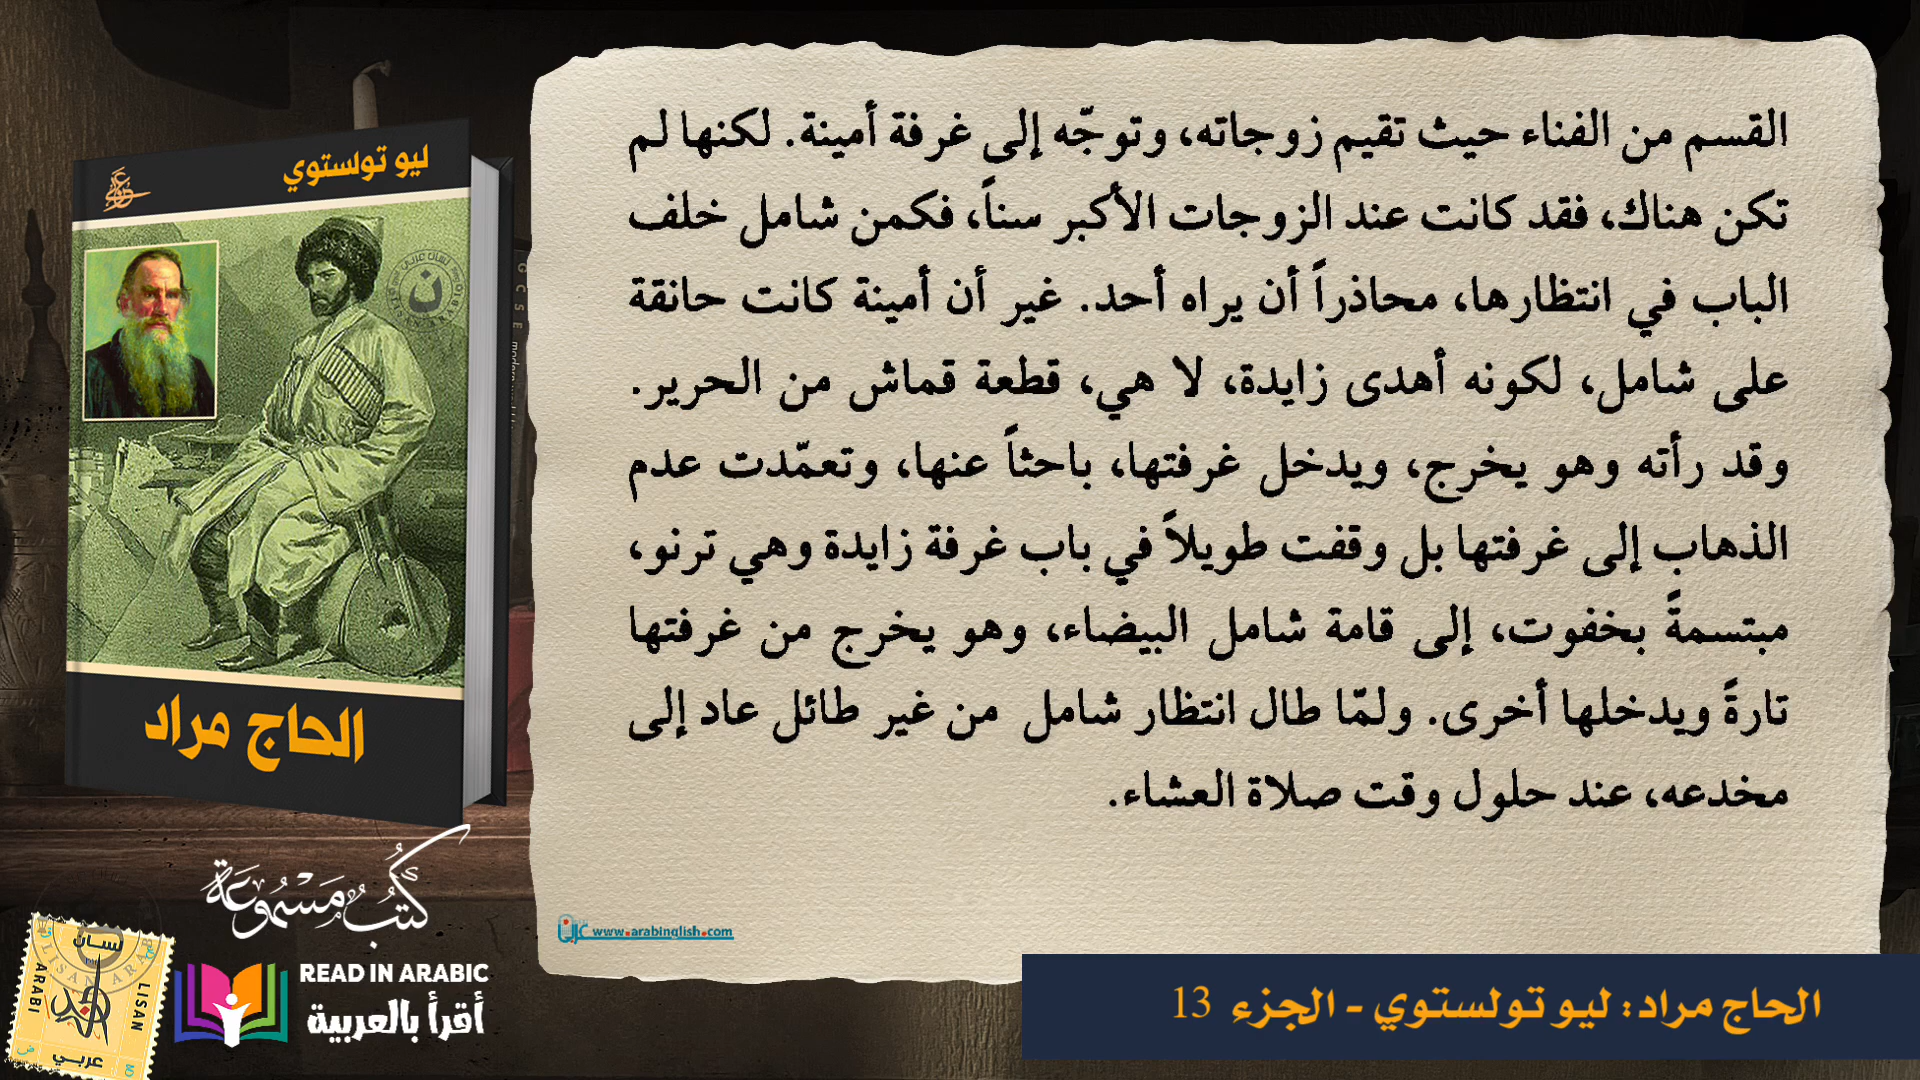 القسم من الفناء حيث تقيم زوجاته، وتوجّه إلى غرفة أمينة. لكنها لم
تكن هناك، فقد كانت عند الزوجات الأكبر سناً، فكمن شامل خلف
الباب في انتظارها، محاذراً أن يراه أحد. غير أن أمينة كانت حانقة
على شامل، لكونه أهدى زايدة، لا هي، قطعة قماش من الحرير.
وقد رأته وهو يخرج، ويدخل غرفتها، باحثاً عنها، وتعمّدت عدم
الذهاب إلى غرفتها بل وقفت طويلاً في باب غرفة زايدة وهي ترنو،
مبتسمةً بخفوت، إلى قامة شامل البيضاء، وهو يخرج من غرفتها
تارةً ويدخلها أخرى. ولمّا طال انتظار شامل من غير طائل عاد إلى
مخدعه، عند حلول وقت صلاة العشاء.
www.arabinglish.com
الحاج مراد: ليو تولستوي - الجزء 13
ليو تولستوي
لسان عربي
ن
الحاج مراد
كُتُبٌ مَسْمُوعَة
READ IN ARABIC
أقرأ بالعربية
لسان
LISAN
ARABI
عربي